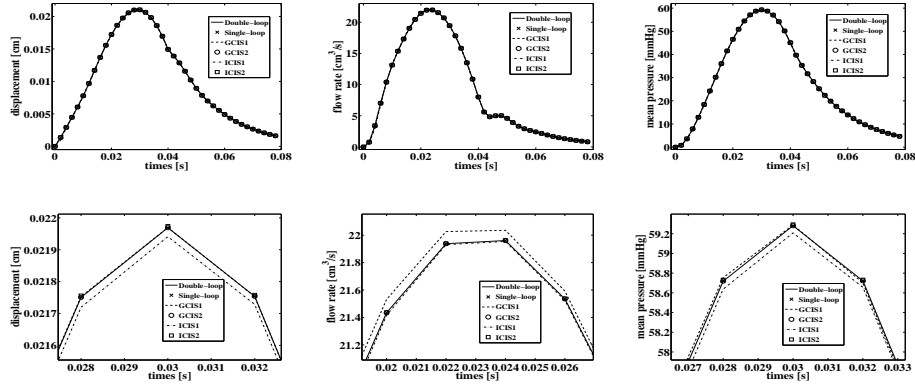 0.02
0.015
0.01
0.005
0
displacement [cm]
Double−loop
Single−loop
GCIS1
GCIS2
ICIS1
ICIS2
0 0.02 0.04 0.06 0.08
times [s]
20
15
10
5
0
flow rate [cm³/s]
Double−loop
Single−loop
GCIS1
GCIS2
ICIS1
ICIS2
0 0.02 0.04 0.06 0.08
times [s]
60
50
40
30
20
10
0
mean pressure [mmHg]
Double−loop
Single−loop
GCIS1
GCIS2
ICIS1
ICIS2
0 0.02 0.04 0.06 0.08
times [s]
0.022
0.0219
0.0218
0.0217
0.0216
displacement [cm]
Double−loop
Single−loop
GCIS1
GCIS2
ICIS1
ICIS2
0.028 0.029 0.03 0.031 0.032
times [s]
22
21.8
21.6
21.4
21.2
flow rate [cm³/s]
Double−loop
Single−loop
GCIS1
GCIS2
ICIS1
ICIS2
0.02 0.021 0.022 0.023 0.024 0.025 0.026
times [s]
59.2
59
58.8
58.6
58.4
58.2
58
mean pressure [mmHg]
Double−loop
Single−loop
GCIS1
GCIS2
ICIS1
ICIS2
0.027 0.028 0.029 0.03 0.031 0.032 0.033
times [s]